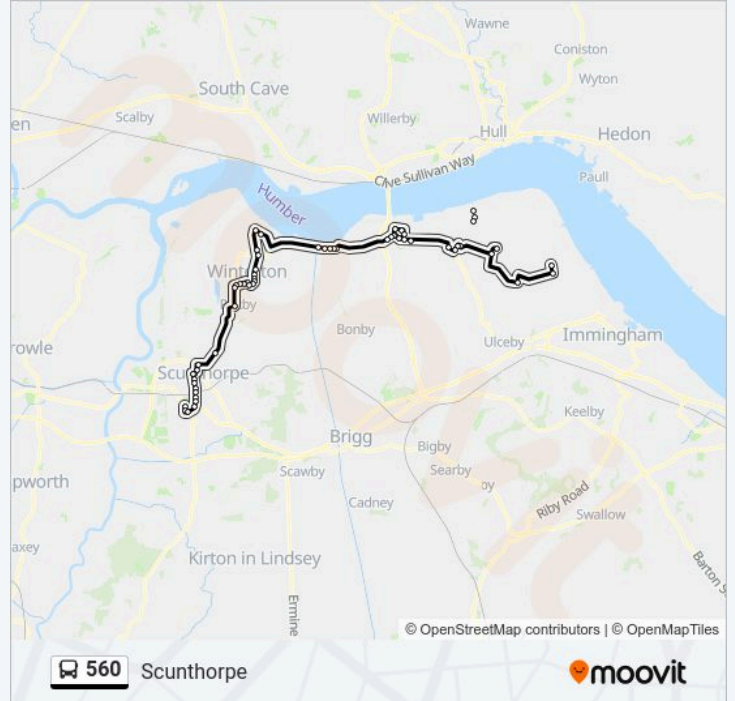 Wawne
Coniston
South Cave
Wyton
Scalby
Willerby
en
Hull
Hedon
Clive Sullivan Way
Paull
Humber
Winterton
Bonby
Immingham
Ulceby
rowle
Scunthorpe
Keelby
Brigg
Bigby
Scawby
Searby
by
pworth
Riby Road
Cadney
Swallow
axey
Kirton in Lindsey
Barton S
Ermine
© OpenStreetMap contributors | © OpenMapTiles
560 Scunthorpe
moovit